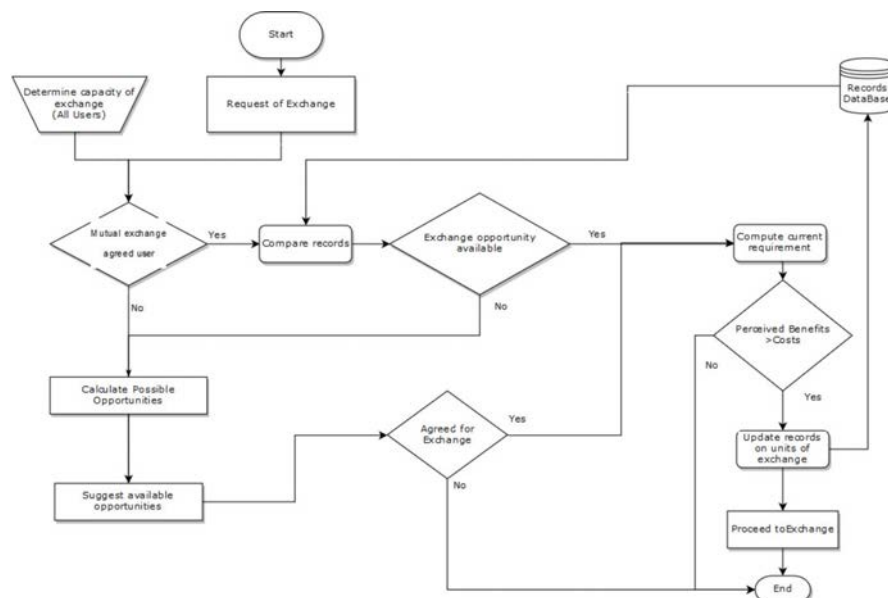 Start
Determine capacity of
exchange
(All Users)
Request of Exchange
Records
DataBase
Mutual exchange
agreed user
Yes
Compare records
Exchange opportunity
available
Yes
Compute current
requirement
No
No
Perceived Benefits
>Costs
No
Calculate Possible
Opportunities
Yes
Agreed for
Exchange
Yes
Update records
on units of
exchange
No
Suggest available
opportunities
Proceed toExchange
End